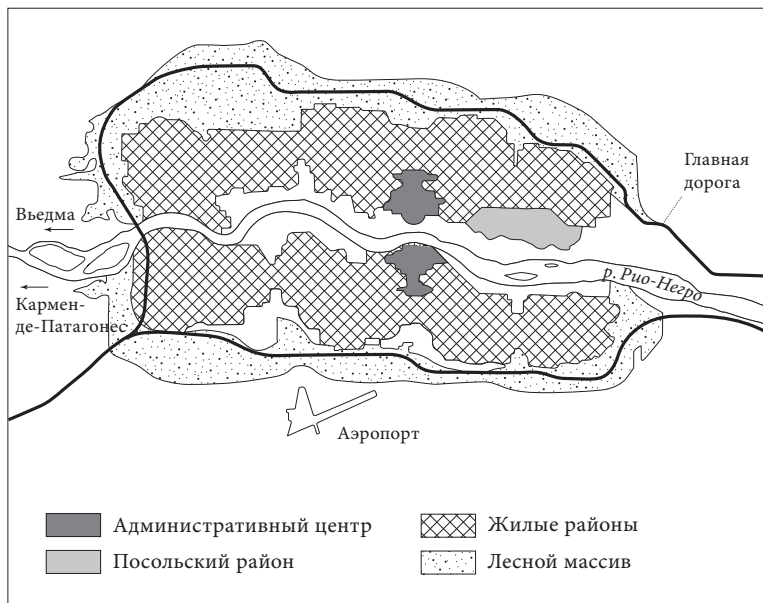 Главная
дорога
Вьедма
р. Рио-Негро
Кармен-
де-Патагонес
Аэропорт
Административный центр
Жилые районы
Посольский район
Лесной массив